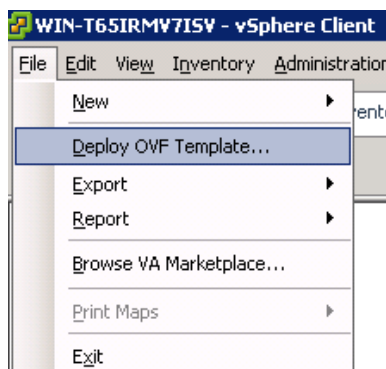 WIN-T65IRMV7ISV - vSphere Client
File Edit View Inventory Administration
New
Deploy OVF Template...
Export
Report
Browse VA Marketplace...
Print Maps
Exit